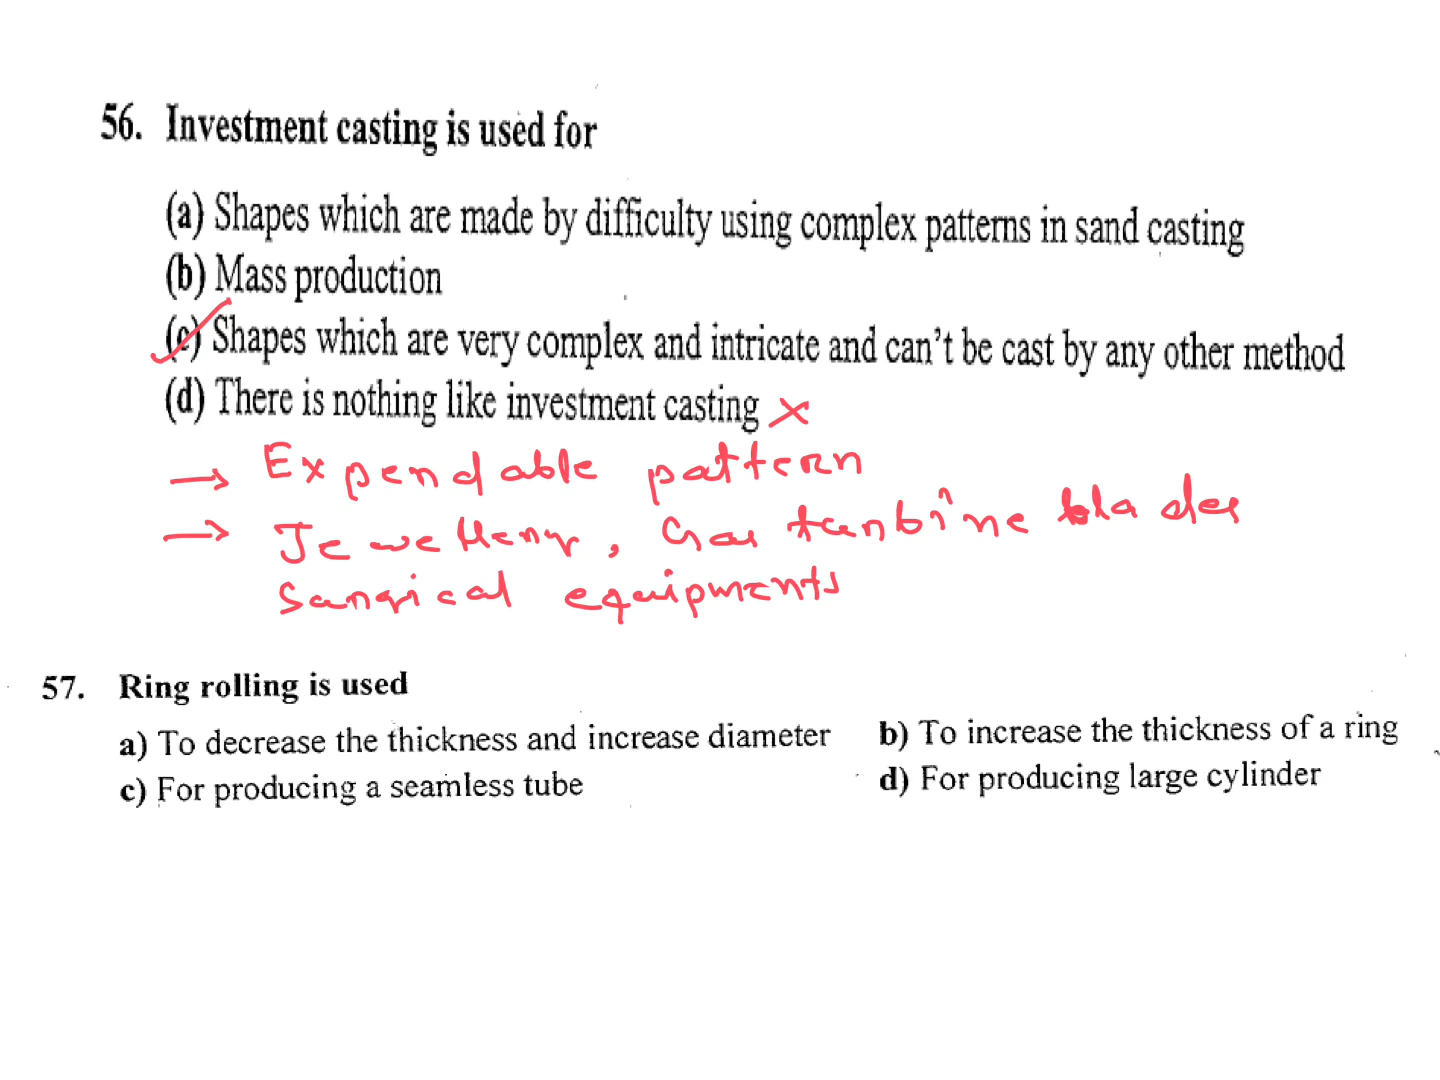 56. Investment casting is used for
(a) Shapes which are made by difficulty using complex patterns in sand casting
(b) Mass production
(c) Shapes which are very complex and intricate and can't be cast by any other method
(d) There is nothing like investment casting ×
→ Expendable pattern
→ Jewellery, Gas turbine blades
Surgical equipments
57. Ring rolling is used
a) To decrease the thickness and increase diameter b) To increase the thickness of a ring
c) For producing a seamless tube d) For producing large cylinder